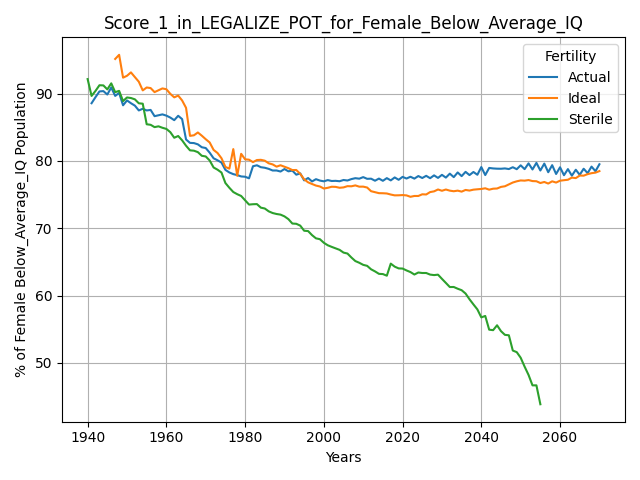 Score_1_in_LEGALIZE_POT_for_Female_Below_Average_IQ
Fertility
Actual
Ideal
Sterile
% of Female Below_Average_IQ Population
90
80
70
60
50
1940 1960 1980 2000 2020 2040 2060
Years